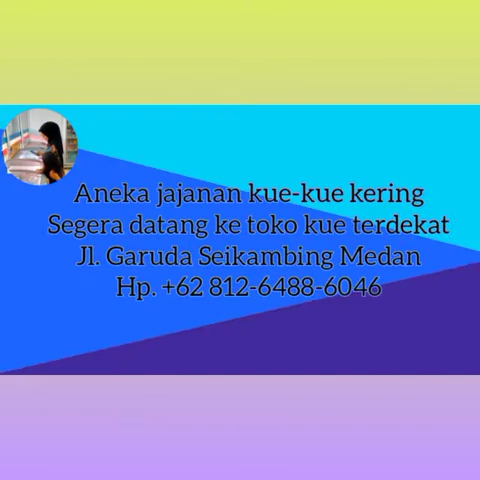 Aneka jajanan kue-kue kering
Segera datang ke toko kue terdekat
Jl. Garuda Seikambing Medan
Hp. +62 812-6488-6046